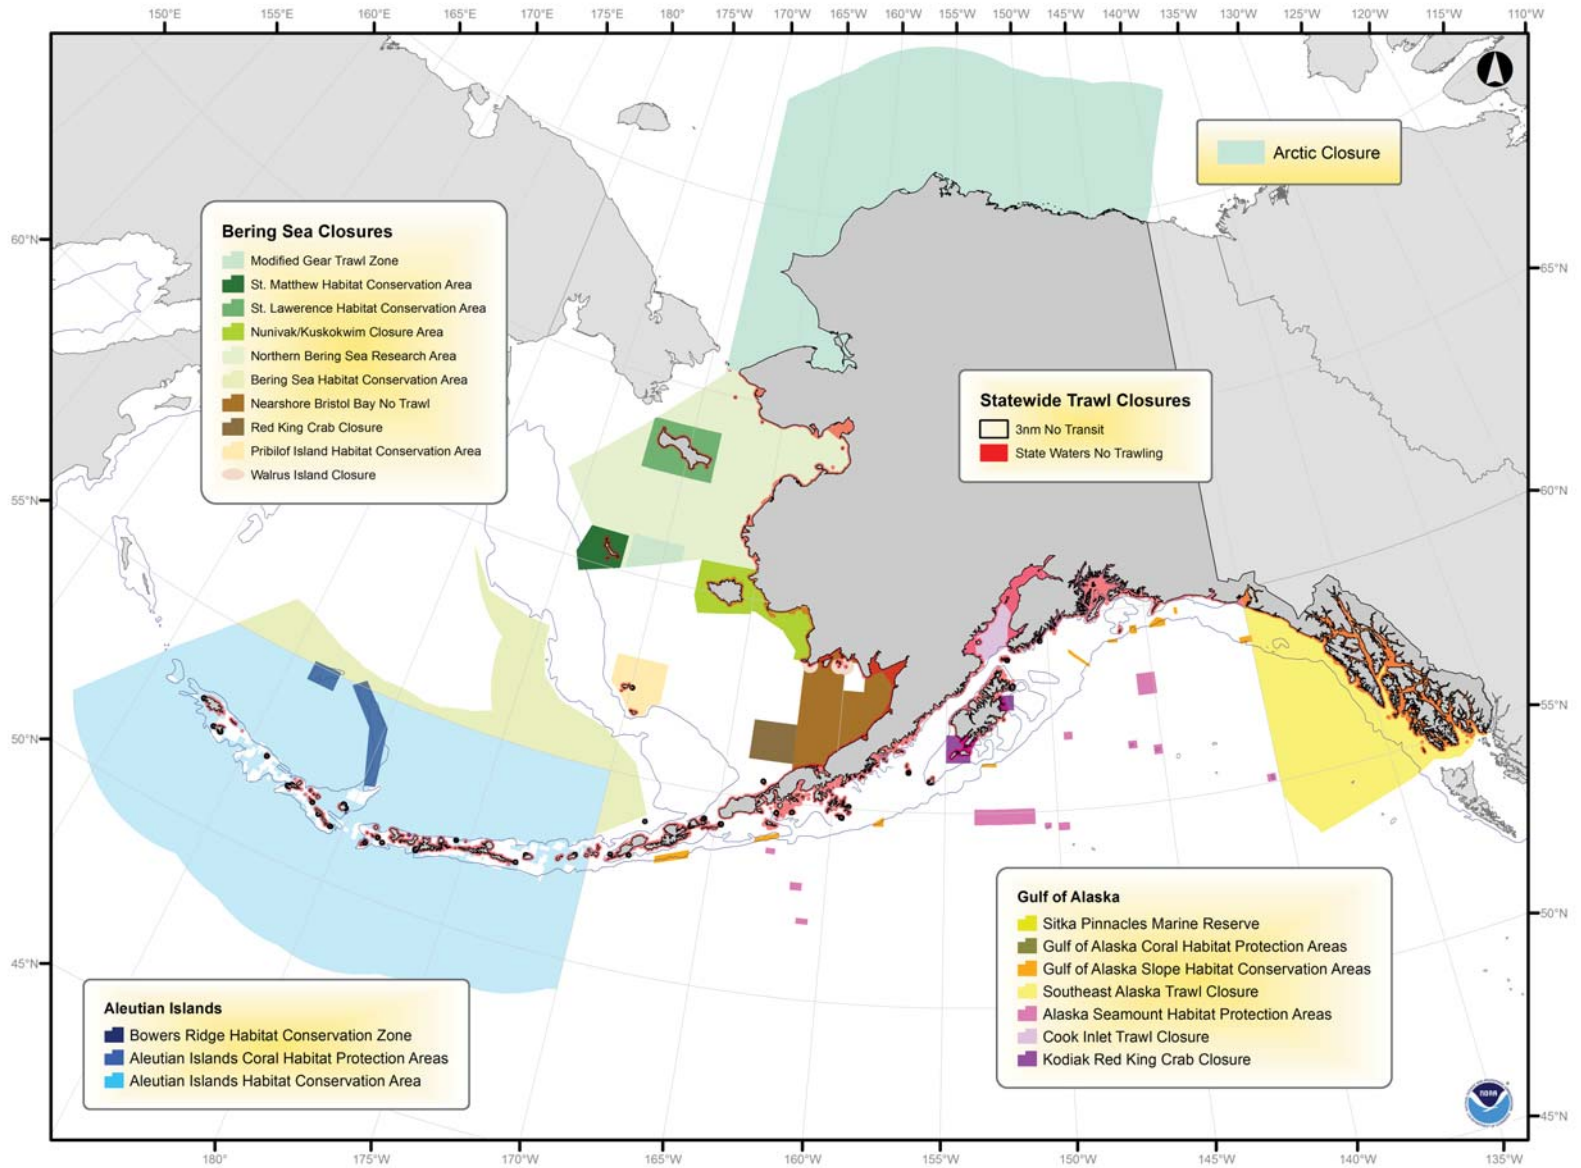 150°E 155°E 160°E 165°E 170°E 175°E 180° 175°W 170°W 165°W 160°W 155°W 150°W 145°W 140°W 135°W 130°W 125°W 120°W 115°W 110°W
Arctic Closure
60°N
65°N
Bering Sea Closures
Modified Gear Trawl Zone
St. Matthew Habitat Conservation Area
St. Lawerence Habitat Conservation Area
Nunivak/Kuskokwim Closure Area
Northern Bering Sea Research Area
Bering Sea Habitat Conservation Area
Nearshore Bristol Bay No Trawl
Red King Crab Closure
Pribilof Island Habitat Conservation Area
Walrus Island Closure
Statewide Trawl Closures
3nm No Transit
State Waters No Trawling
55°N
60°N
50°N
55°N
Gulf of Alaska
Sitka Pinnacles Marine Reserve
Gulf of Alaska Coral Habitat Protection Areas
Gulf of Alaska Slope Habitat Conservation Areas
Southeast Alaska Trawl Closure
Alaska Seamount Habitat Protection Areas
Cook Inlet Trawl Closure
Kodiak Red King Crab Closure
50°N
45°N
Aleutian Islands
Bowers Ridge Habitat Conservation Zone
Aleutian Islands Coral Habitat Protection Areas
Aleutian Islands Habitat Conservation Area
NOAA
45°N
180° 175°W 170°W 165°W 160°W 155°W 150°W 145°W 140°W 135°W